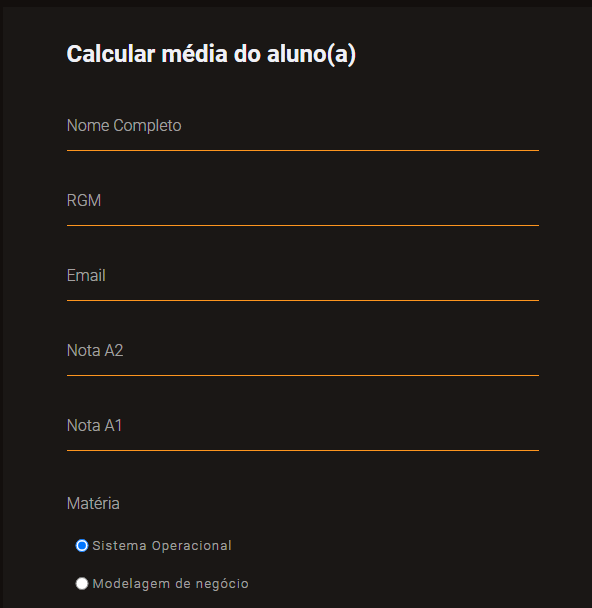 Calcular média do aluno(a)
Nome Completo
RGM
Email
Nota A2
Nota A1
Matéria
Sistema Operacional
Modelagem de negócio